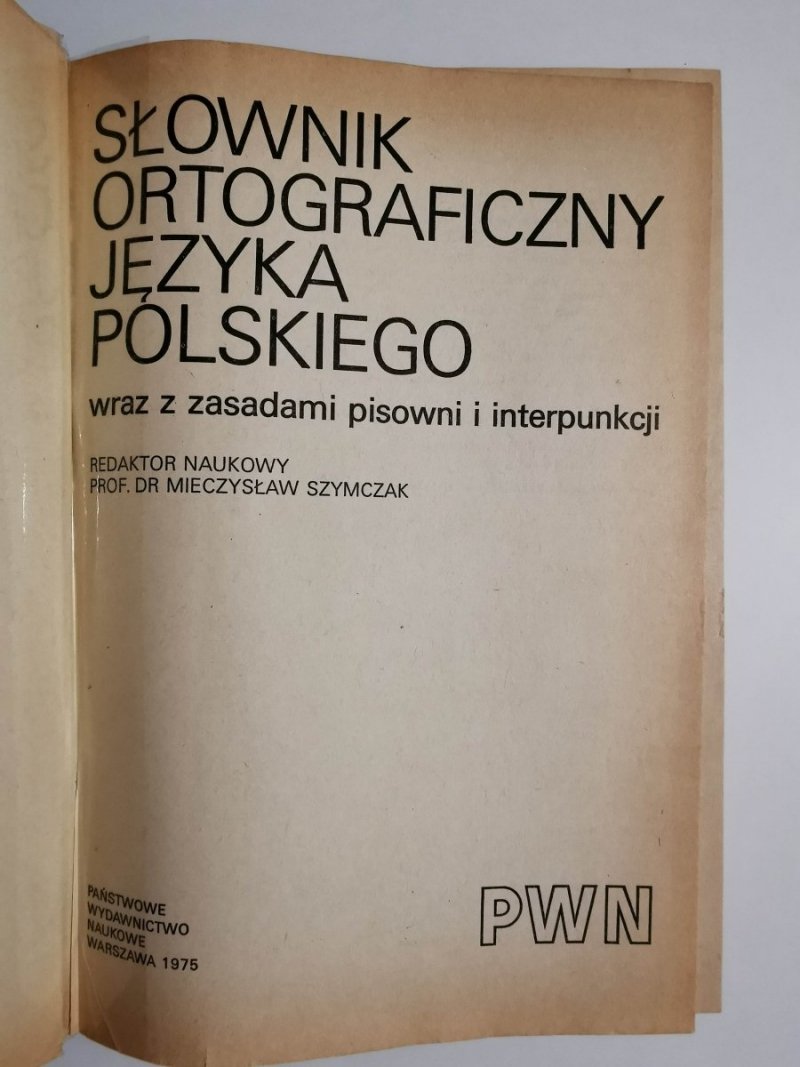 SŁOWNIK
ORTOGRAFICZNY
JĘZYKA
POLSKIEGO
wraz z zasadami pisowni i interpunkcji
REDAKTOR NAUKOWY
PROF. DR MIECZYSŁAW SZYMCZAK
PAŃSTWOWE
WYDAWNICTWO
NAUKOWE
WARSZAWA 1975
PWN